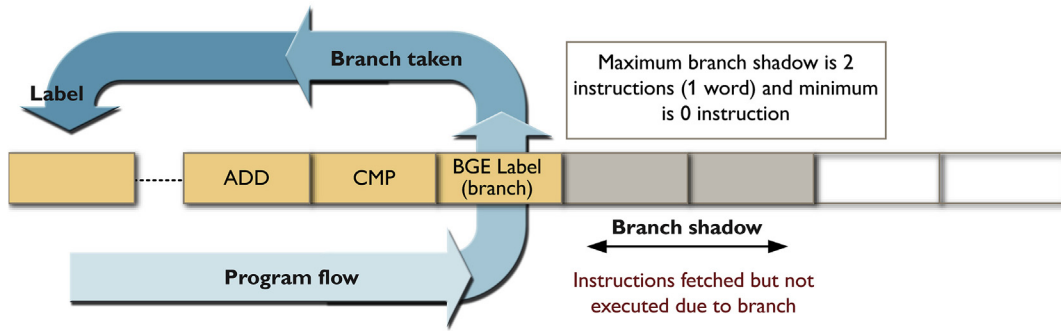 Branch taken
Label
Maximum branch shadow is 2
instructions (1 word) and minimum
is 0 instruction
ADD
CMP
BGE Label
(branch)
Branch shadow
Program flow
Instructions fetched but not
executed due to branch